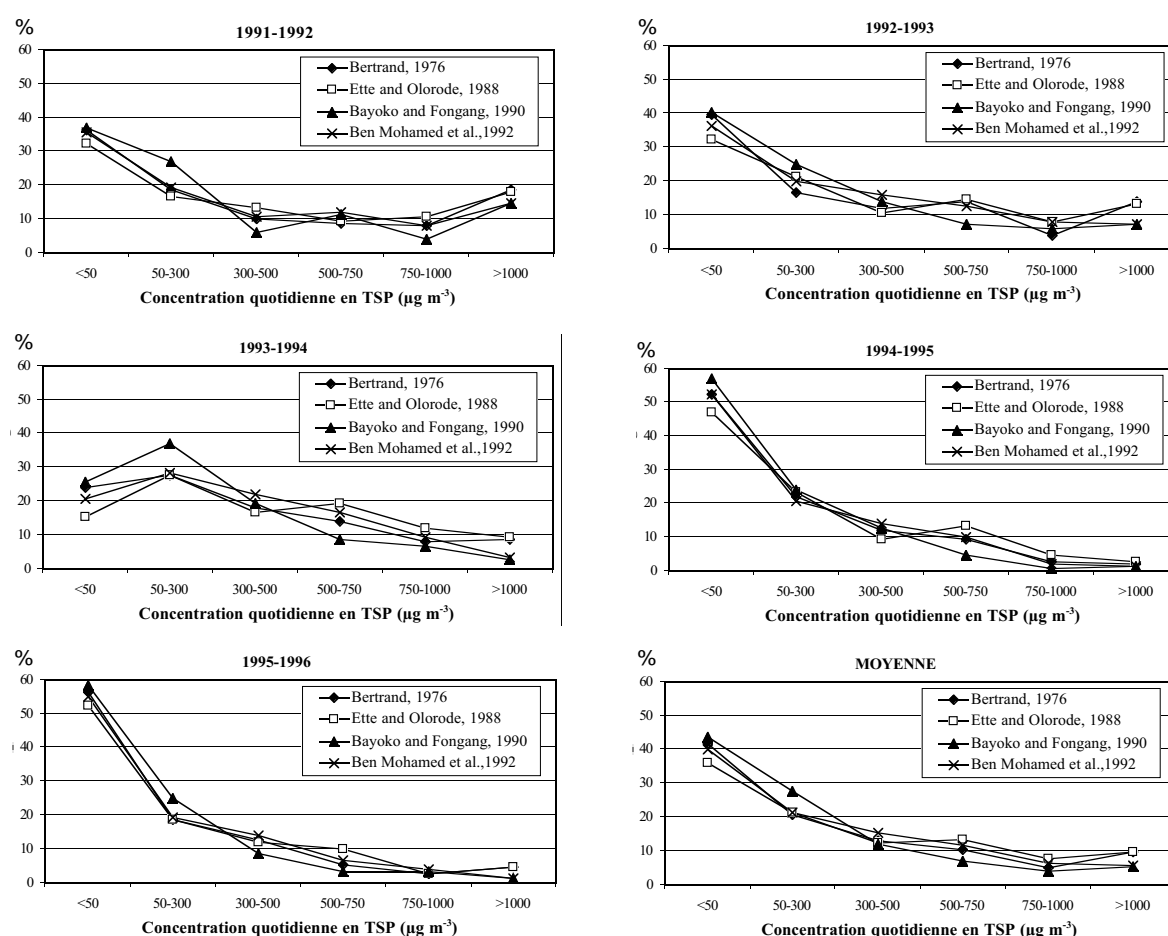 %
1991-1992
60
50
40
30
20
10
0
Bertrand, 1976
Ette and Olorode, 1988
Bayoko and Fongang, 1990
Ben Mohamed et al.,1992
<50 50-300 300-500 500-750 750-1000 >1000
Concentration quotidienne en TSP (µg m-3)
%
1992-1993
60
50
40
30
20
10
0
Bertrand, 1976
Ette and Olorode, 1988
Bayoko and Fongang, 1990
Ben Mohamed et al.,1992
<50 50-300 300-500 500-750 750-1000 >1000
Concentration quotidienne en TSP (µg m-3)
%
1993-1994
60
50
40
30
20
10
0
Bertrand, 1976
Ette and Olorode, 1988
Bayoko and Fongang, 1990
Ben Mohamed et al.,1992
<50 50-300 300-500 500-750 750-1000 >1000
Concentration quotidienne en TSP (µg m-3)
%
1994-1995
60
50
40
30
20
10
0
Bertrand, 1976
Ette and Olorode, 1988
Bayoko and Fongang, 1990
Ben Mohamed et al.,1992
<50 50-300 300-500 500-750 750-1000 >1000
Concentration quotidienne en TSP (µg m-3)
%
1995-1996
60
50
40
30
20
10
0
Bertrand, 1976
Ette and Olorode, 1988
Bayoko and Fongang, 1990
Ben Mohamed et al.,1992
<50 50-300 300-500 500-750 750-1000 >1000
Concentration quotidienne en TSP (µg m-3)
%
MOYENNE
60
50
40
30
20
10
0
Bertrand, 1976
Ette and Olorode, 1988
Bayoko and Fongang, 1990
Ben Mohamed et al.,1992
<50 50-300 300-500 500-750 750-1000 >1000
Concentration quotidienne en TSP (µg m-3)